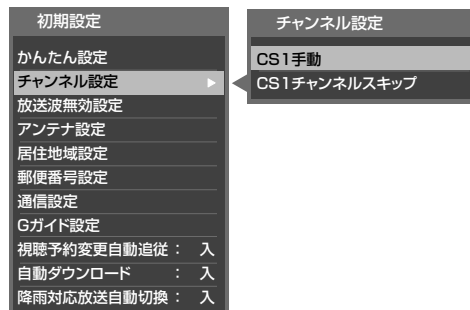 初期設定
かんたん設定
チャンネル設定
放送波無効設定
アンテナ設定
居住地域設定
郵便番号設定
通信設定
Gガイド設定
視聴予約変更自動追従： 入
自動ダウンロード ： 入
降雨対応放送自動切換： 入
チャンネル設定
CS1手動
CS1チャンネルスキップ